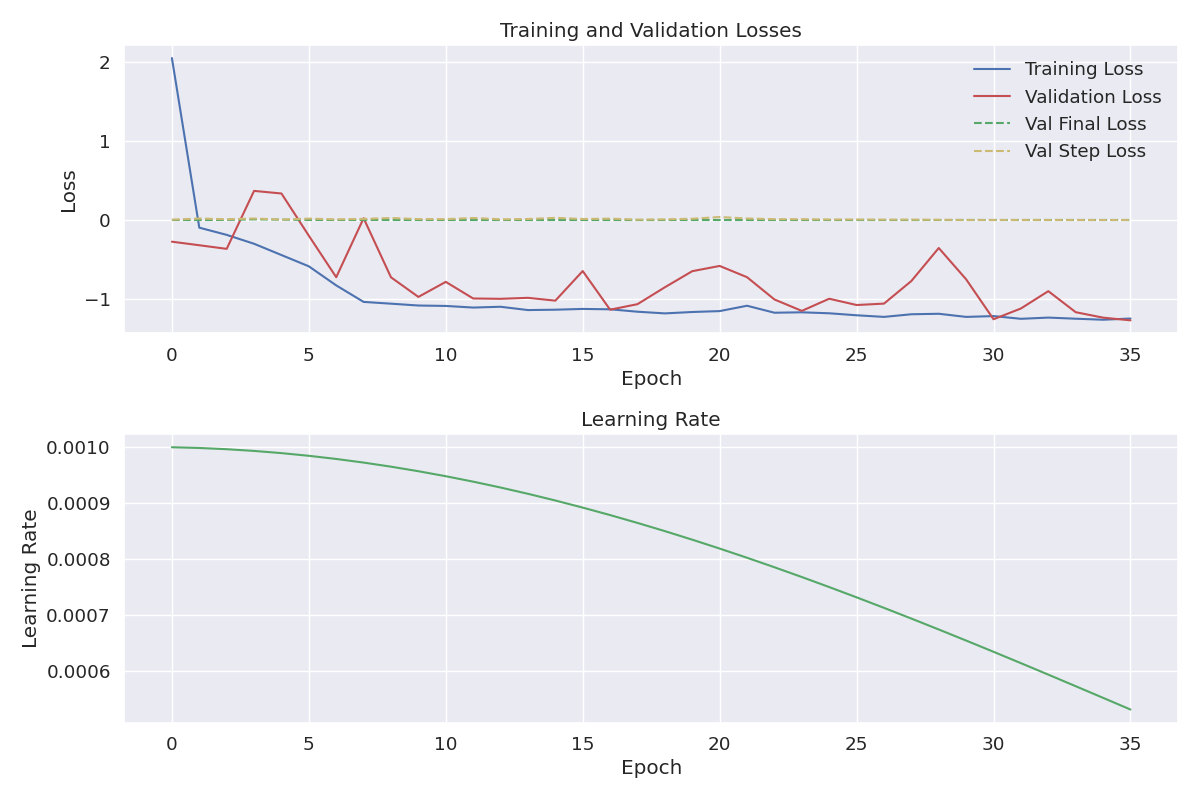 Training and Validation Losses
2
1
0
−1
Loss
Training Loss
Validation Loss
Val Final Loss
Val Step Loss
0 5 10 15 20 25 30 35
Epoch
Learning Rate
0.0010
0.0009
0.0008
0.0007
0.0006
Learning Rate
0 5 10 15 20 25 30 35
Epoch